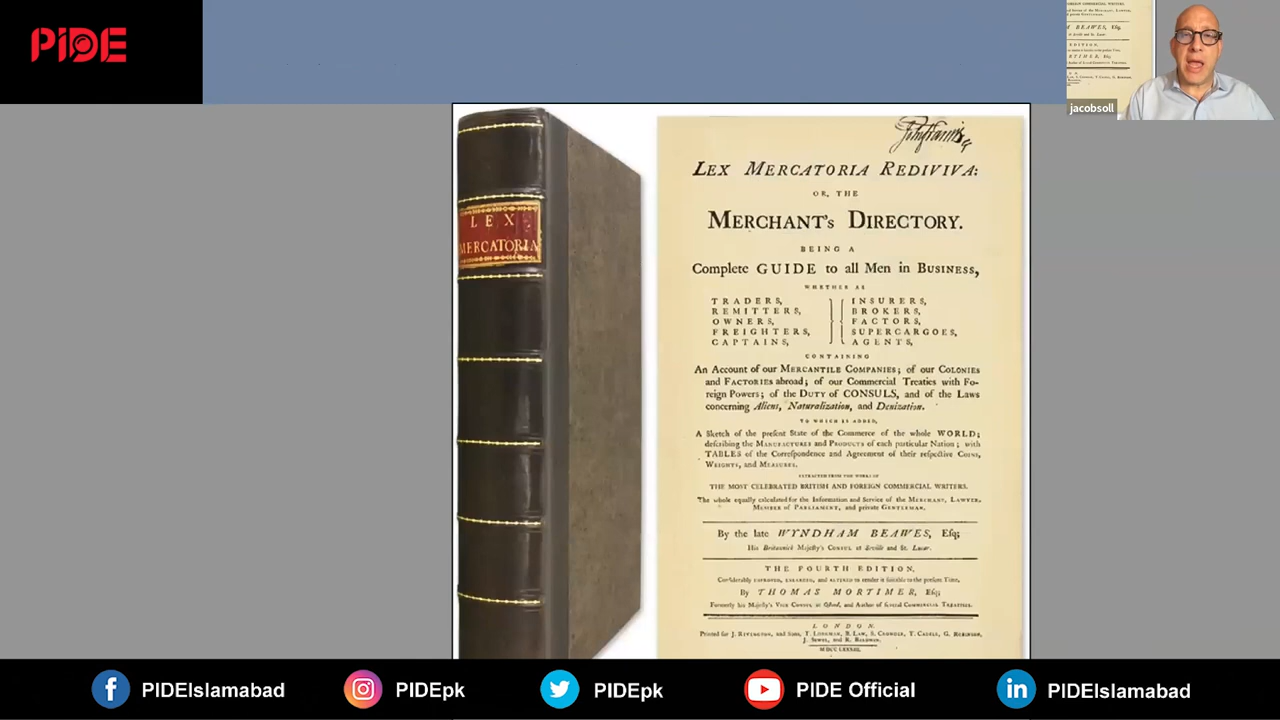 PIDE
M BEAWES, Esq;
EDITION,
jacobsoll
LEX
MERCATORIA
LEX MERCATORIA REDIVIVA:
OR, THE
MERCHANT's DIRECTORY.
BEING A
Complete GUIDE to all Men in BUSINESS,
WHETHER AS
TRADERS, INSURERS,
REMITTERS, BROKERS,
OWNERS, FACTORS,
FREIGHTERS, SUPERCARGOES,
CAPTAINS, AGENTS,
CONTAINING
An Account of our MERCANTILE COMPANIES; of our COLONIES
and FACTORIES abroad; of our Commercial Treaties with Fo-
reign Powers; of the DUTY of CONSULS, and of the Laws
concerning Aliens, Naturalization, and Denization.
TO WHICH IS ADDED,
A Sketch of the present State of the Commerce of the whole WORLD;
describing the MANUFACTURES and PRODUCTS of each particular Nation; with
TABLES of the Correspondence and Agreement of their respective COINS,
WEIGHTS, and MEASURES.
EXTRACTED FROM THE WORKS OF
THE MOST CELEBRATED BRITISH AND FOREIGN COMMERCIAL WRITERS.
The whole equally calculated for the Information and Service of the MERCHANT, LAWYER,
MEMBER of PARLIAMENT, and private GENTLEMAN.
By the late WYNDHAM BEAWES, Esq;
His Britannick Majesty's CONSUL at Seville and St. Lucar.
THE FOURTH EDITION,
Considerably IMPROVED, ENLARGED, and ALTERED to render it suitable to the present Time,
By THOMAS MORTIMER, Esq;
Formerly his Majesty's VICE CONSUL at Ostend, and Author of several COMMERCIAL TREATISES.
LONDON,
Printed for J. RIVINGTON, and Sons, T. LONGMAN, B. LAW, S. CROWDER, T. CADELL, G. ROBINSON,
J. SEWEL, and R. BALDWIN.
MDCC LXXXIII.
PIDEIslamabad
PIDEpk
PIDEpk
PIDE Official
PIDEIslamabad